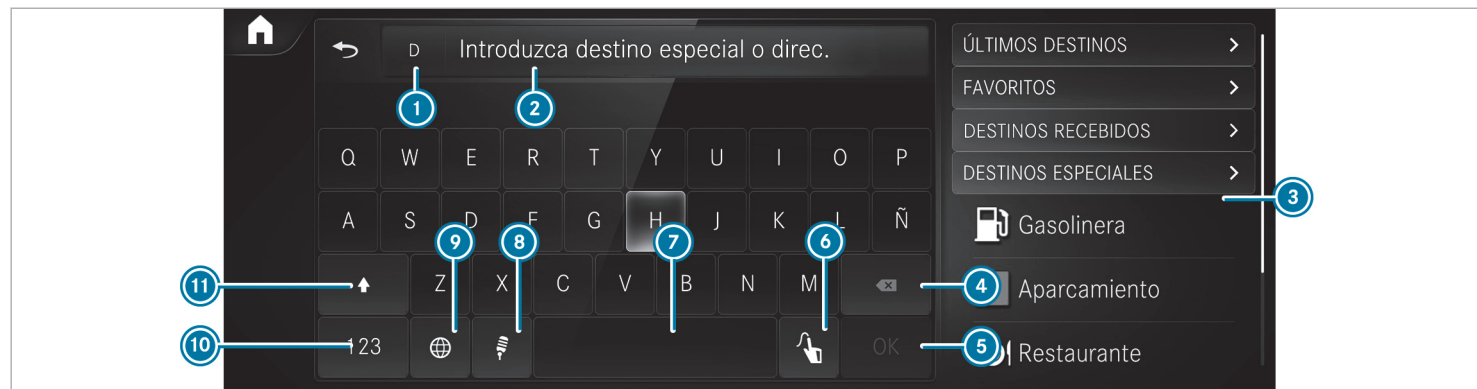 D Introduzca destino especial o direc.
1
2
Q W E R T Y U I O P
A S D F G H J K L Ñ
9
8
7
6
11
Z X C V B N M
4
10
123
OK
5
ÚLTIMOS DESTINOS
FAVORITOS
DESTINOS RECEBIDOS
DESTINOS ESPECIALES
3
Gasolinera
Aparcamiento
Restaurante